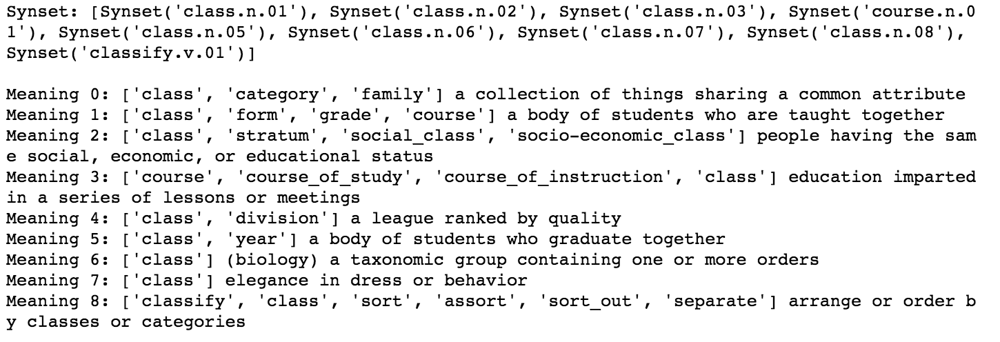 Synset: [Synset('class.n.01'), Synset('class.n.02'), Synset('class.n.03'), Synset('course.n.0
1'), Synset('class.n.05'), Synset('class.n.06'), Synset('class.n.07'), Synset('class.n.08'),
Synset('classify.v.01')]
Meaning 0: ['class', 'category', 'family'] a collection of things sharing a common attribute
Meaning 1: ['class', 'form', 'grade', 'course'] a body of students who are taught together
Meaning 2: ['class', 'stratum', 'social_class', 'socio-economic_class'] people having the sam
e social, economic, or educational status
Meaning 3: ['course', 'course_of_study', 'course_of_instruction', 'class'] education imparted
in a series of lessons or meetings
Meaning 4: ['class', 'division'] a league ranked by quality
Meaning 5: ['class', 'year'] a body of students who graduate together
Meaning 6: ['class'] (biology) a taxonomic group containing one or more orders
Meaning 7: ['class'] elegance in dress or behavior
Meaning 8: ['classify', 'class', 'sort', 'assort', 'sort_out', 'separate'] arrange or order b
y classes or categories